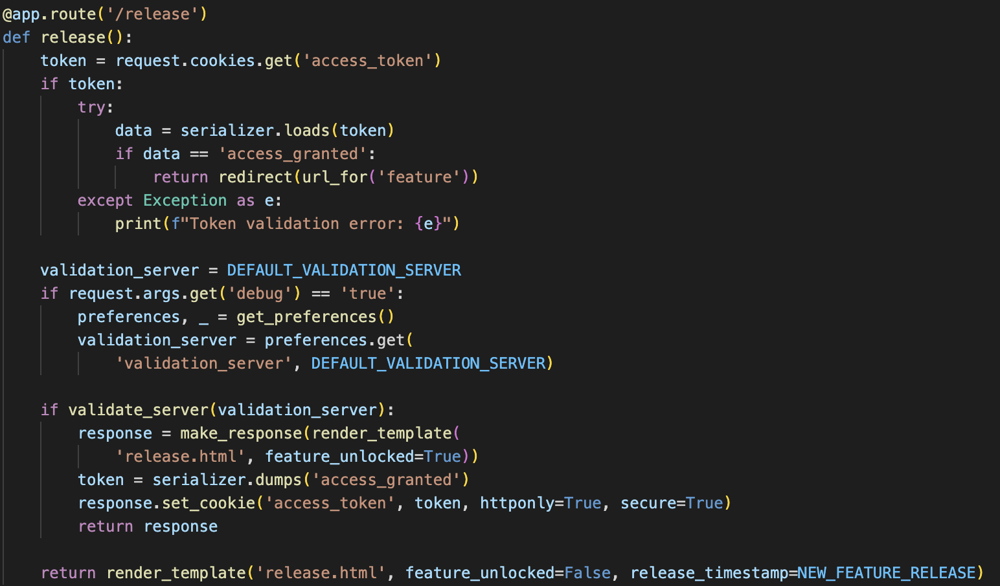 @app.route('/release')
def release():
    token = request.cookies.get('access_token')
    if token:
        try:
            data = serializer.loads(token)
            if data == 'access_granted':
                return redirect(url_for('feature'))
        except Exception as e:
            print(f"Token validation error: {e}")

    validation_server = DEFAULT_VALIDATION_SERVER
    if request.args.get('debug') == 'true':
        preferences, _ = get_preferences()
        validation_server = preferences.get(
            'validation_server', DEFAULT_VALIDATION_SERVER)

    if validate_server(validation_server):
        response = make_response(render_template(
            'release.html', feature_unlocked=True))
        token = serializer.dumps('access_granted')
        response.set_cookie('access_token', token, httponly=True, secure=True)
        return response

    return render_template('release.html', feature_unlocked=False, release_timestamp=NEW_FEATURE_RELEASE)